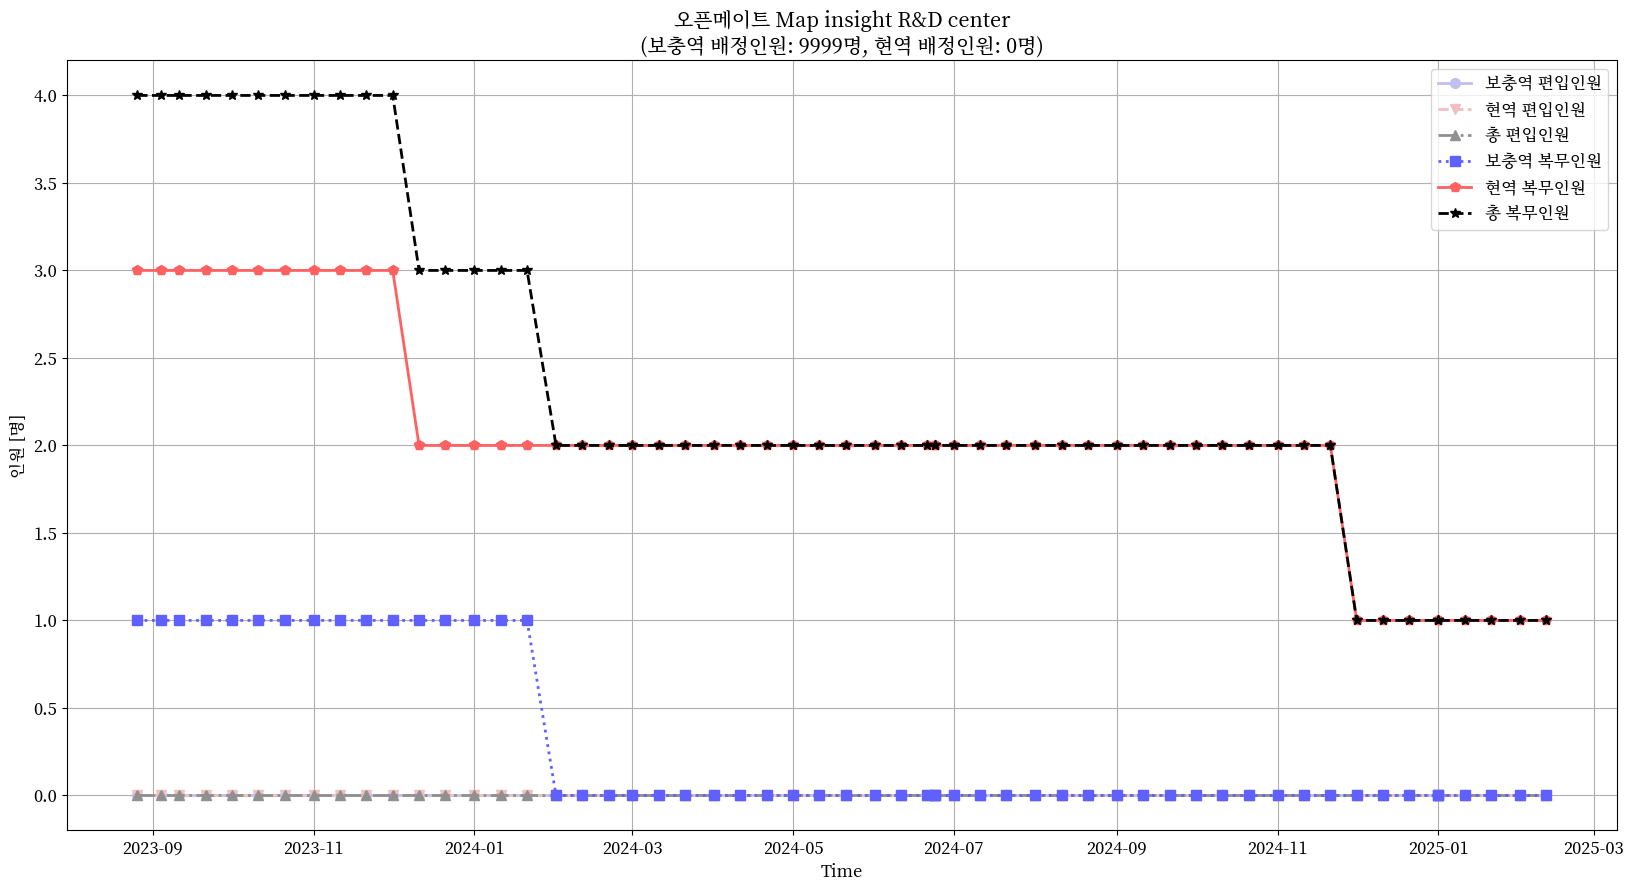 오픈메이트 Map insight R&D center
(보충역 배정인원: 9999명, 현역 배정인원: 0명)
보충역 편입인원
현역 편입인원
총 편입인원
보충역 복무인원
현역 복무인원
총 복무인원
인원 [명]
4.0
3.5
3.0
2.5
2.0
1.5
1.0
0.5
0.0
2023-09 2023-11 2024-01 2024-03 2024-05 2024-07 2024-09 2024-11 2025-01 2025-03
Time